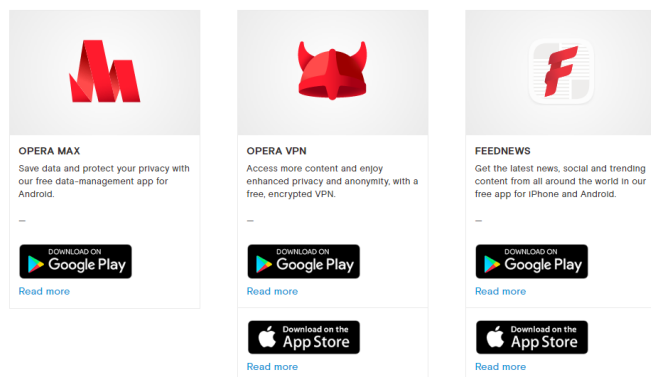 OPERA MAX
Save data and protect your privacy with
our free data-management app for
Android.
—
DOWNLOAD ON
Google Play
Read more
OPERA VPN
Access more content and enjoy
enhanced privacy and anonymity, with a
free, encrypted VPN.
—
DOWNLOAD ON
Google Play
Read more
Download on the
App Store
Read more
F
FEEDNEWS
Get the latest news, social and trending
content from all around the world in our
free app for iPhone and Android.
—
DOWNLOAD ON
Google Play
Read more
Download on the
App Store
Read more